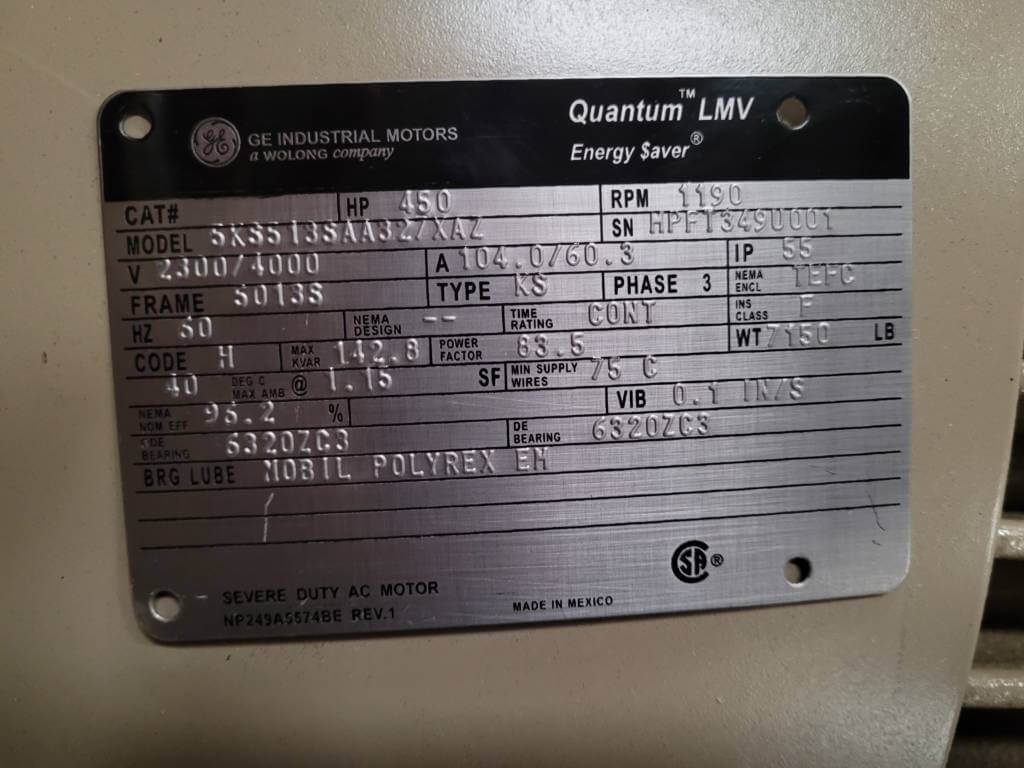 GE GE INDUSTRIAL MOTORS
a WOLONG company
Quantum™ LMV
Energy $aver®
CAT# HP 450 RPM 1190
MODEL 5KS513SAA327XAZ SN HPFT349U001
V 2300/4000 A 104.0/60.3 IP 55
FRAME 5013S TYPE KS PHASE 3 NEMA ENCL TEFC
HZ 60 NEMA DESIGN -- TIME RATING CONT INS CLASS F
CODE H MAX KVAR 142.8 POWER FACTOR 83.5 WT 7150 LB
40 DEG C MAX AMB @ 1.15 SF MIN SUPPLY WIRES 75 C
NEMA NOM EFF 96.2 % VIB 0.1 IN/S
ODE BEARING 6320ZC3 DE BEARING 6320ZC3
BRG LUBE MOBIL POLYREX EM
SEVERE DUTY AC MOTOR
NP249A5574BE REV.1
MADE IN MEXICO
SA ®